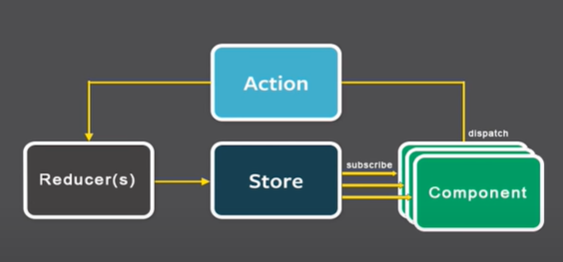 Action
dispatch
Reducer(s)
Store
subscribe
Component